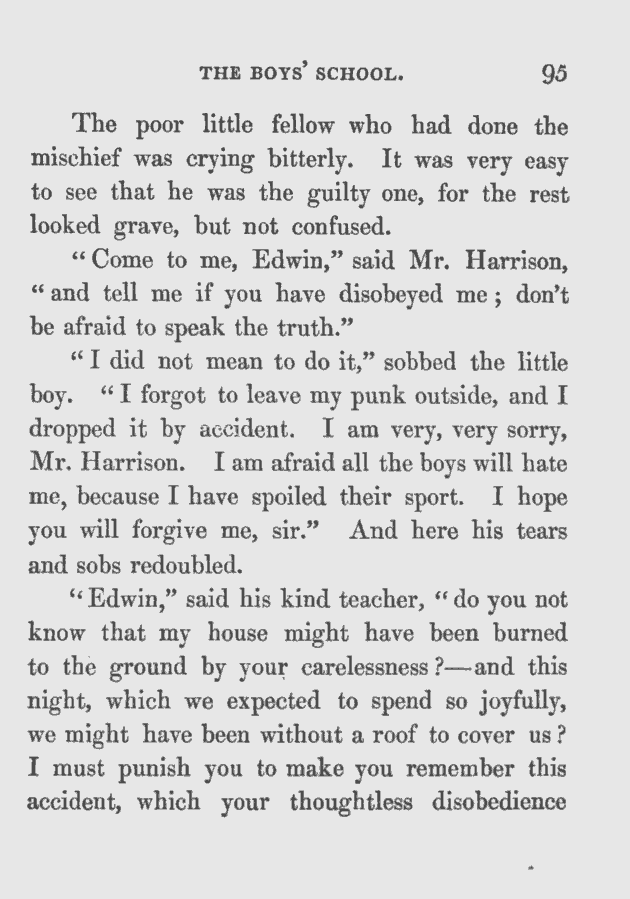 THE BOYS' SCHOOL. 95
The poor little fellow who had done the
mischief was crying bitterly. It was very easy
to see that he was the guilty one, for the rest
looked grave, but not confused.
"Come to me, Edwin," said Mr. Harrison,
"and tell me if you have disobeyed me; don't
be afraid to speak the truth."
"I did not mean to do it," sobbed the little
boy. "I forgot to leave my punk outside, and I
dropped it by accident. I am very, very sorry,
Mr. Harrison. I am afraid all the boys will hate
me, because I have spoiled their sport. I hope
you will forgive me, sir." And here his tears
and sobs redoubled.
"Edwin," said his kind teacher, "do you not
know that my house might have been burned
to the ground by your carelessness?—and this
night, which we expected to spend so joyfully,
we might have been without a roof to cover us?
I must punish you to make you remember this
accident, which your thoughtless disobedience